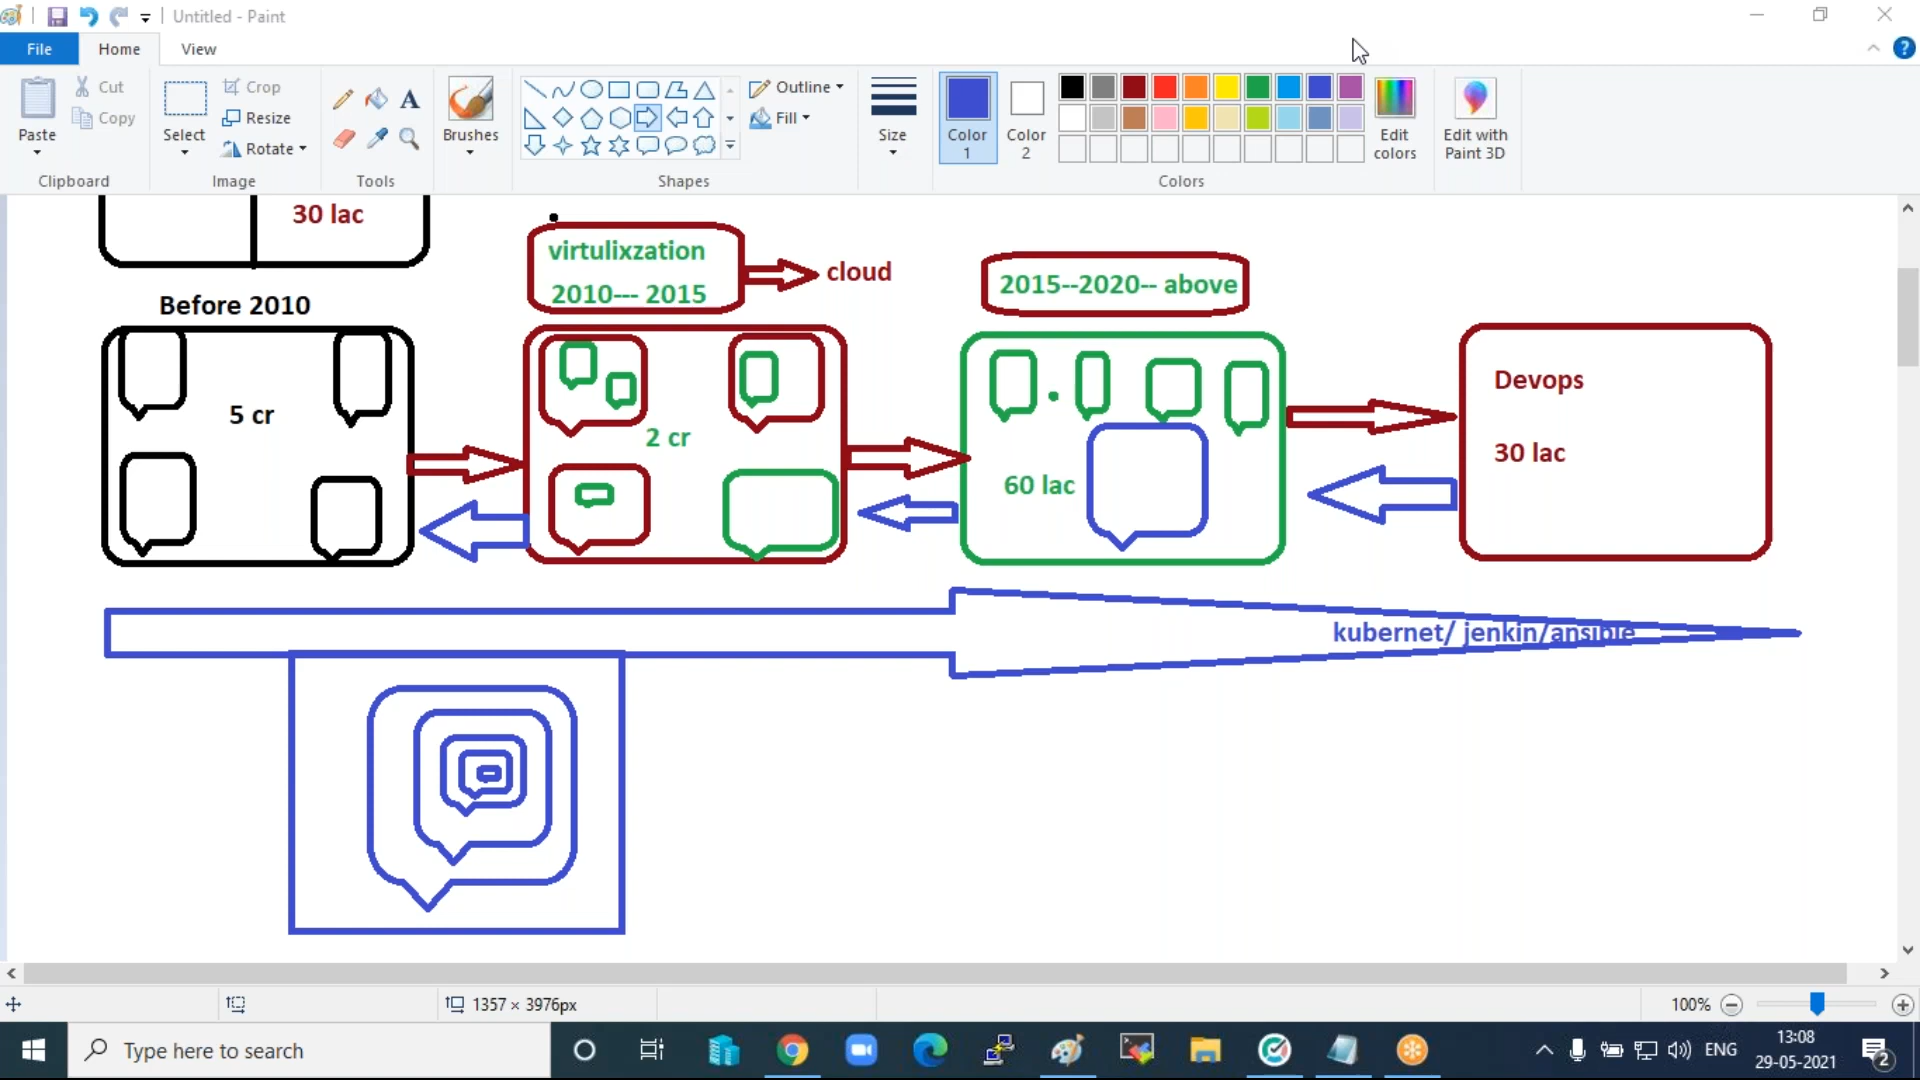 Untitled - Paint
File
Home
View
Paste
Cut
Copy
Clipboard
Select
Crop
Resize
Rotate
Image
A
Tools
Brushes
Shapes
Outline
Fill
Size
Color
1
Color
2
Edit
colors
Edit with
Paint 3D
Colors
?
30 lac
virtulixzation
2010--- 2015
cloud
2015--2020-- above
Before 2010
5 cr
2 cr
60 lac
Devops
30 lac
kubernet/ jenkin/ansible
1357 × 3976px
100%
Type here to search
ENG
13:08
29-05-2021
2